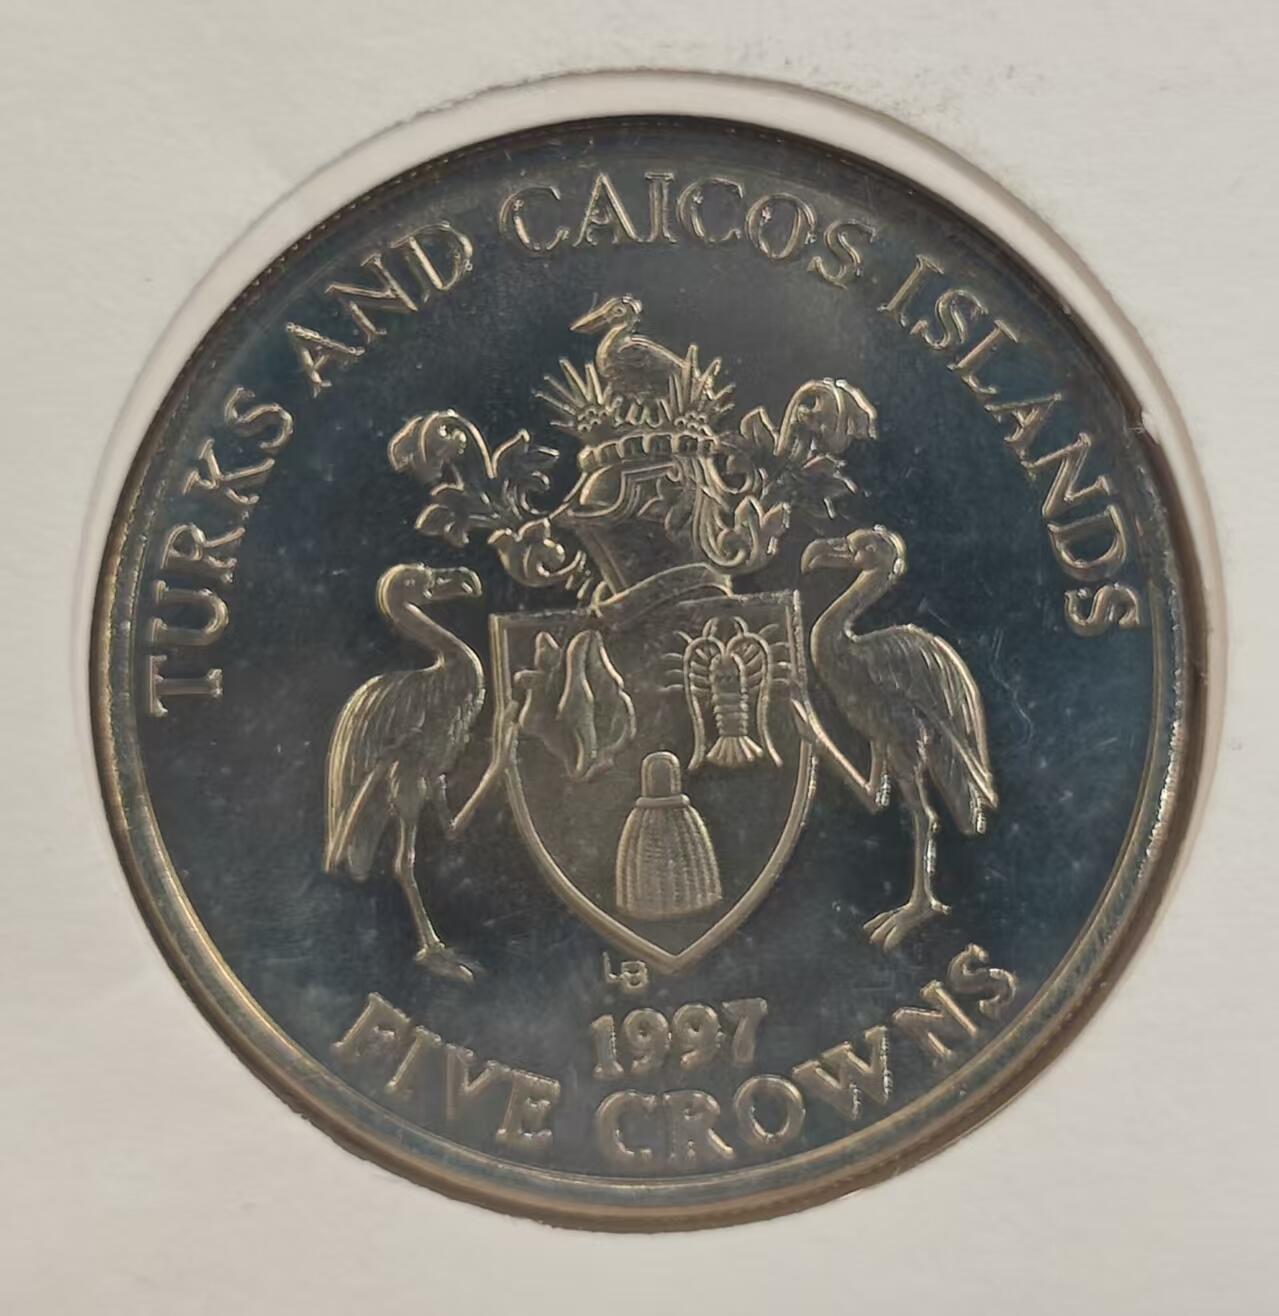 TURKS AND CAICOS ISLANDS
LB
1997
FIVE CROWNS